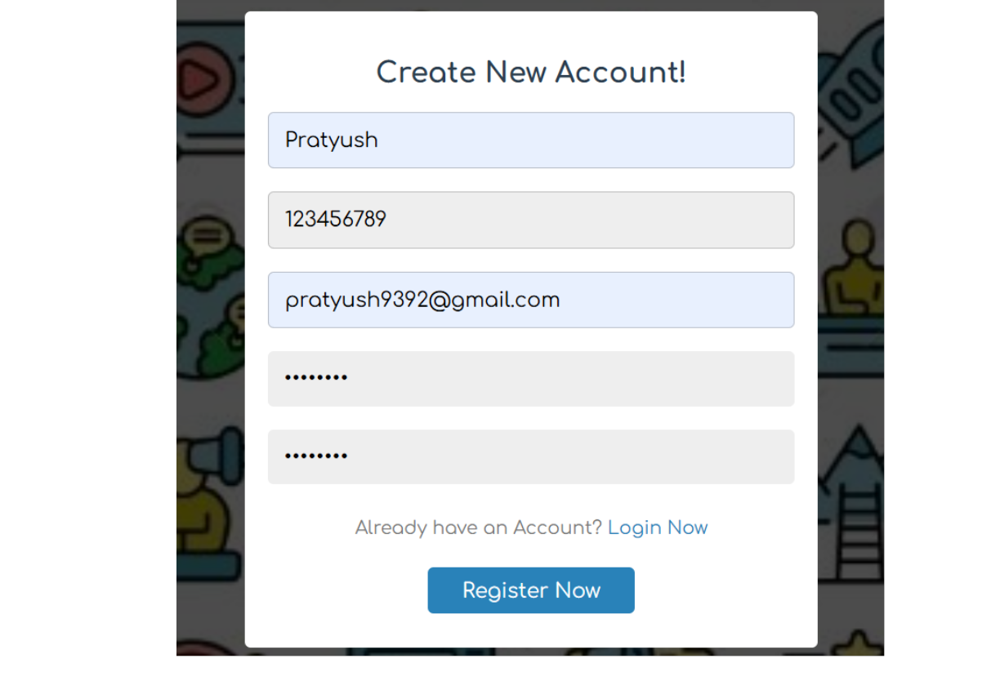 Create New Account!
Pratyush
123456789
pratyush9392@gmail.com
••••••••
••••••••
Already have an Account? Login Now
Register Now